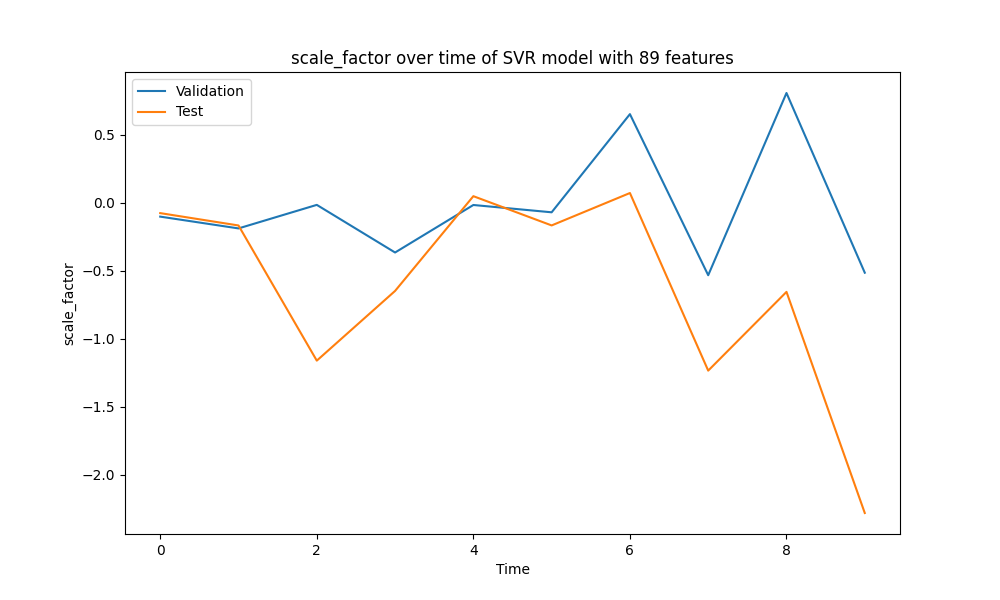 scale_factor over time of SVR model with 89 features
Validation
Test
0.5
0.0
−0.5
−1.0
−1.5
−2.0
scale_factor
0 2 4 6 8
Time